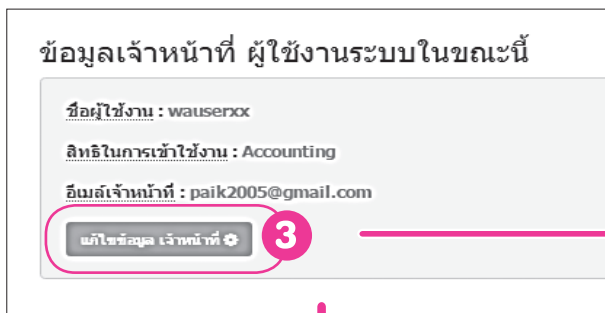 ข้อมูลเจ้าหน้าที่ ผู้ใช้งานระบบในขณะนี้
ชื่อผู้ใช้งาน : wauserxx
สิทธิในการเข้าใช้งาน : Accounting
อีเมล์เจ้าหน้าที่ : paik2005@gmail.com
แก้ไขข้อมูล เจ้าหน้าที่
3